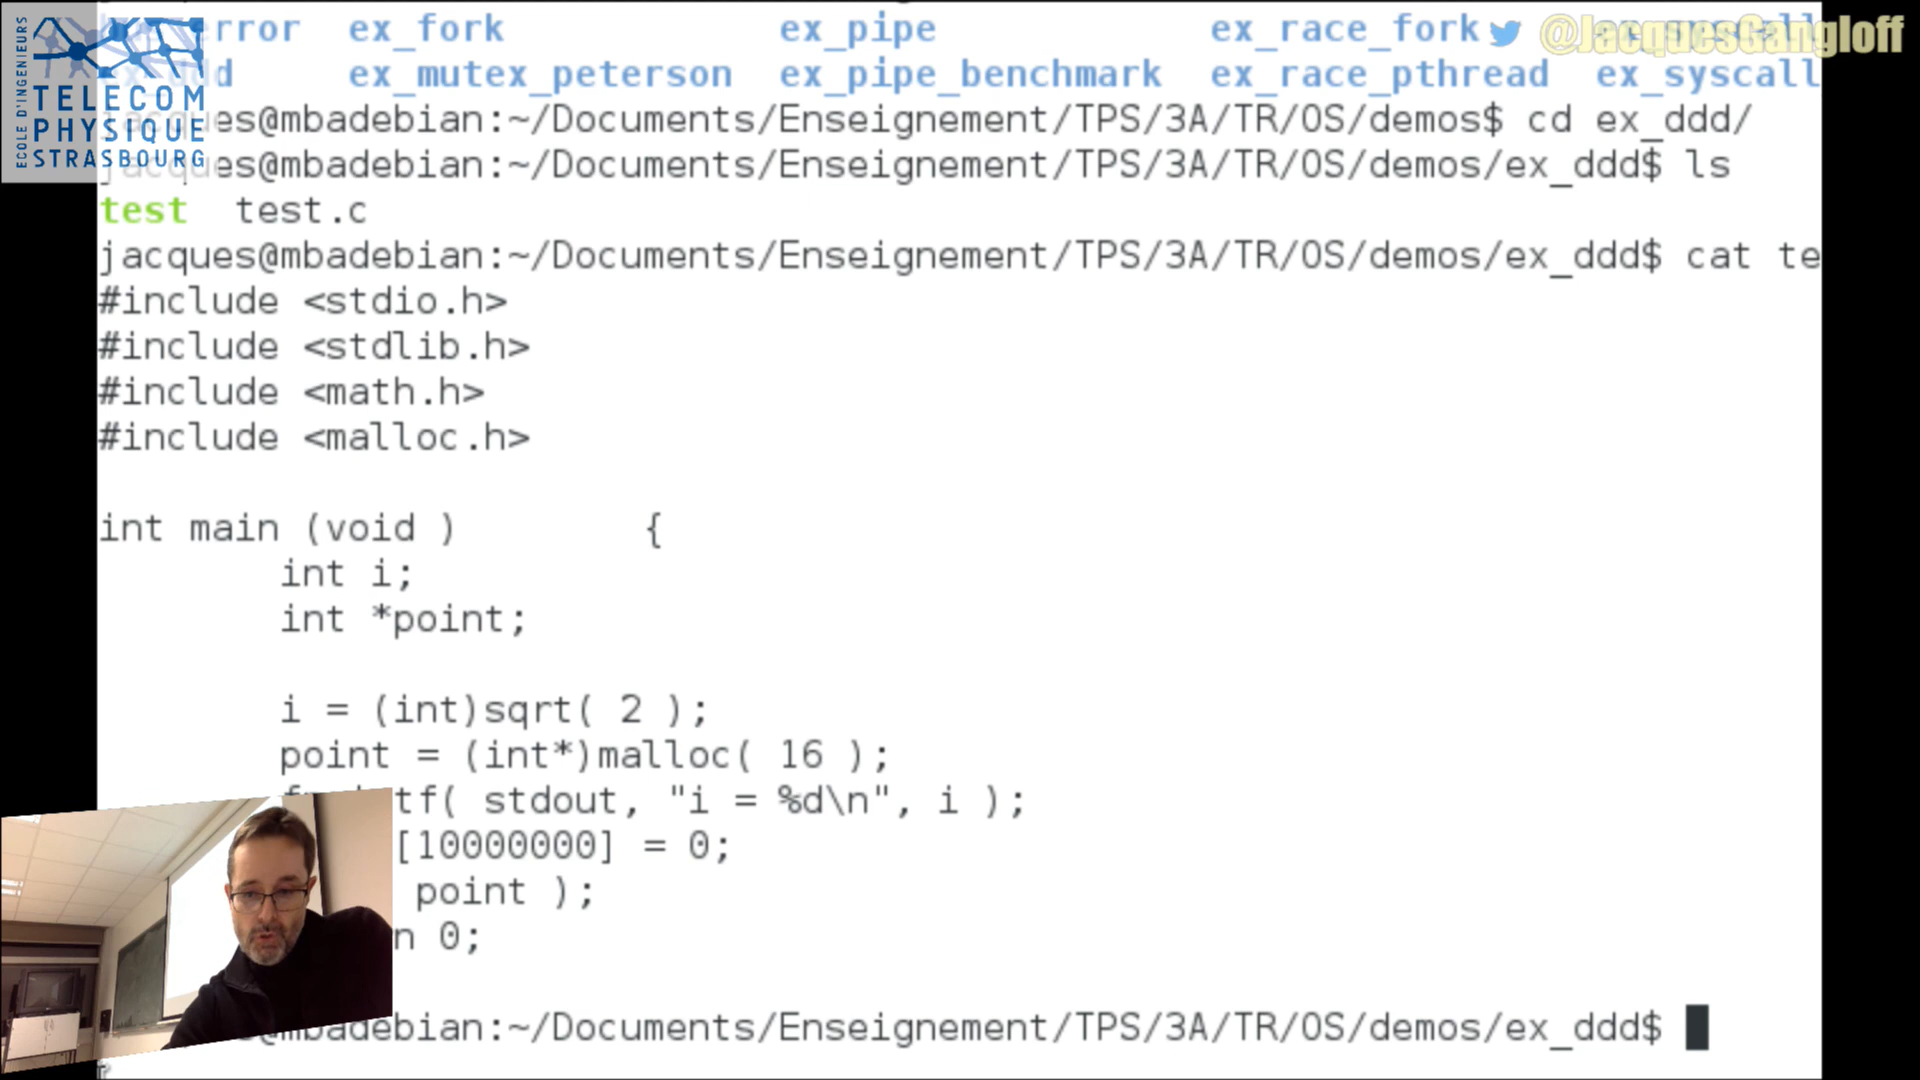 rror ex_fork ex_pipe ex_race_fork
@JacquesGangloff
d ex_mutex_peterson ex_pipe_benchmark ex_race_pthread ex_syscall
ECOLE D'INGENIEURS
TELECOM
PHYSIQUE
STRASBOURG
es@mbadebian:~/Documents/Enseignement/TPS/3A/TR/OS/demos$ cd ex_ddd/
jacques@mbadebian:~/Documents/Enseignement/TPS/3A/TR/OS/demos/ex_ddd$ ls
test test.c
jacques@mbadebian:~/Documents/Enseignement/TPS/3A/TR/OS/demos/ex_ddd$ cat te
#include <stdio.h>
#include <stdlib.h>
#include <math.h>
#include <malloc.h>
int main (void ) {
int i;
int *point;
i = (int)sqrt( 2 );
point = (int*)malloc( 16 );
tf( stdout, "i = %d\n", i );
[10000000] = 0;
point );
n 0;
mbadebian:~/Documents/Enseignement/TPS/3A/TR/OS/demos/ex_ddd$